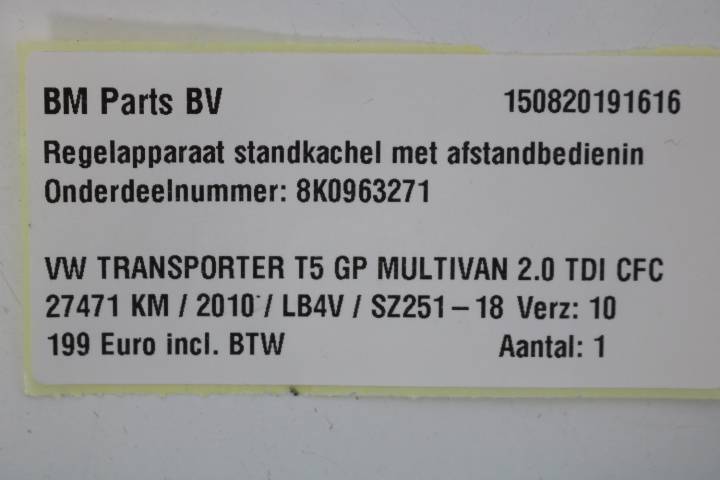 BM Parts BV 150820191616
Regelapparaat standkachel met afstandbedienin
Onderdeelnummer: 8K0963271
VW TRANSPORTER T5 GP MULTIVAN 2.0 TDI CFC
27471 KM / 2010 / LB4V / SZ251-18 Verz: 10
199 Euro incl. BTW Aantal: 1